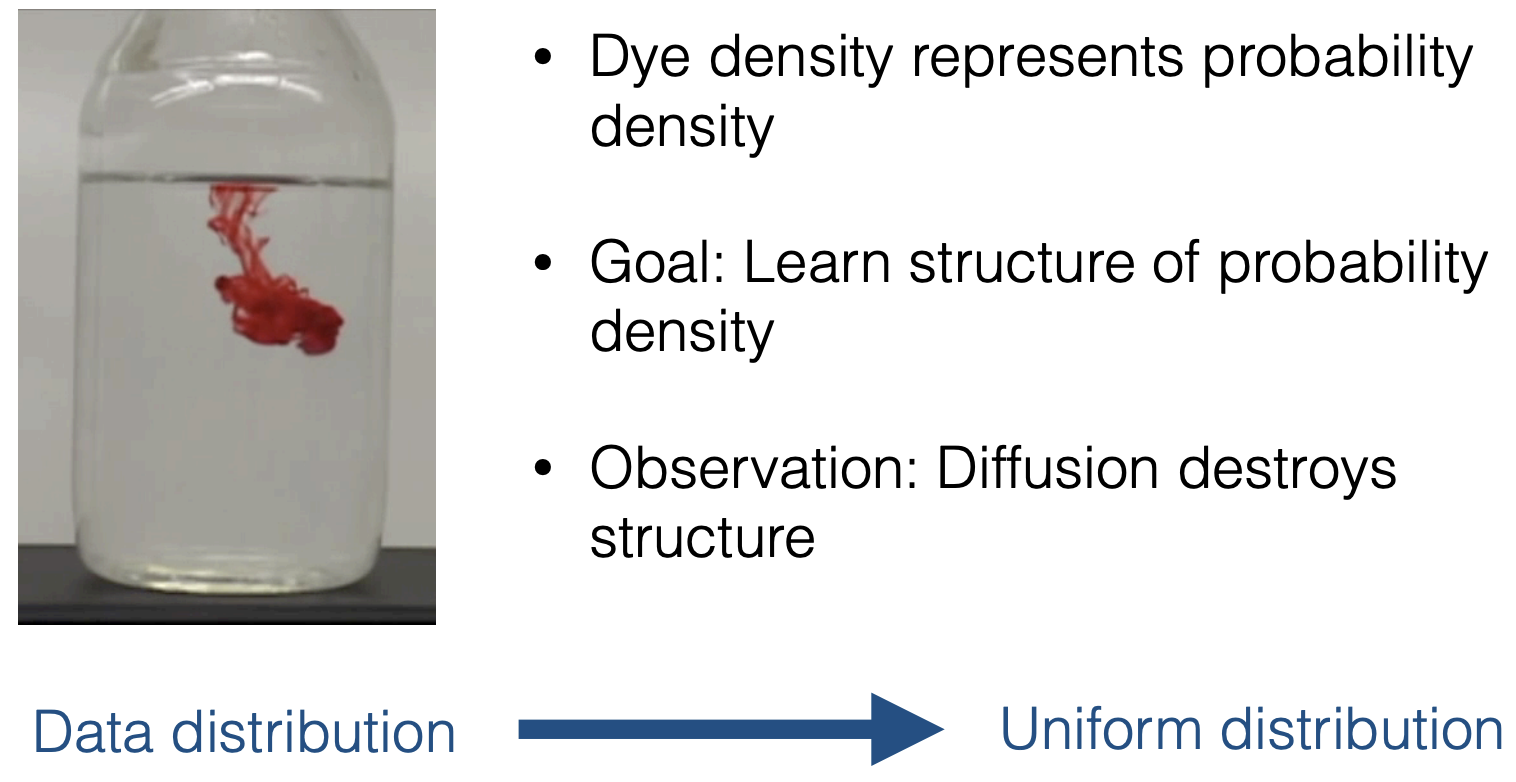 • Dye density represents probability
density
• Goal: Learn structure of probability
density
• Observation: Diffusion destroys
structure
Data distribution
Uniform distribution